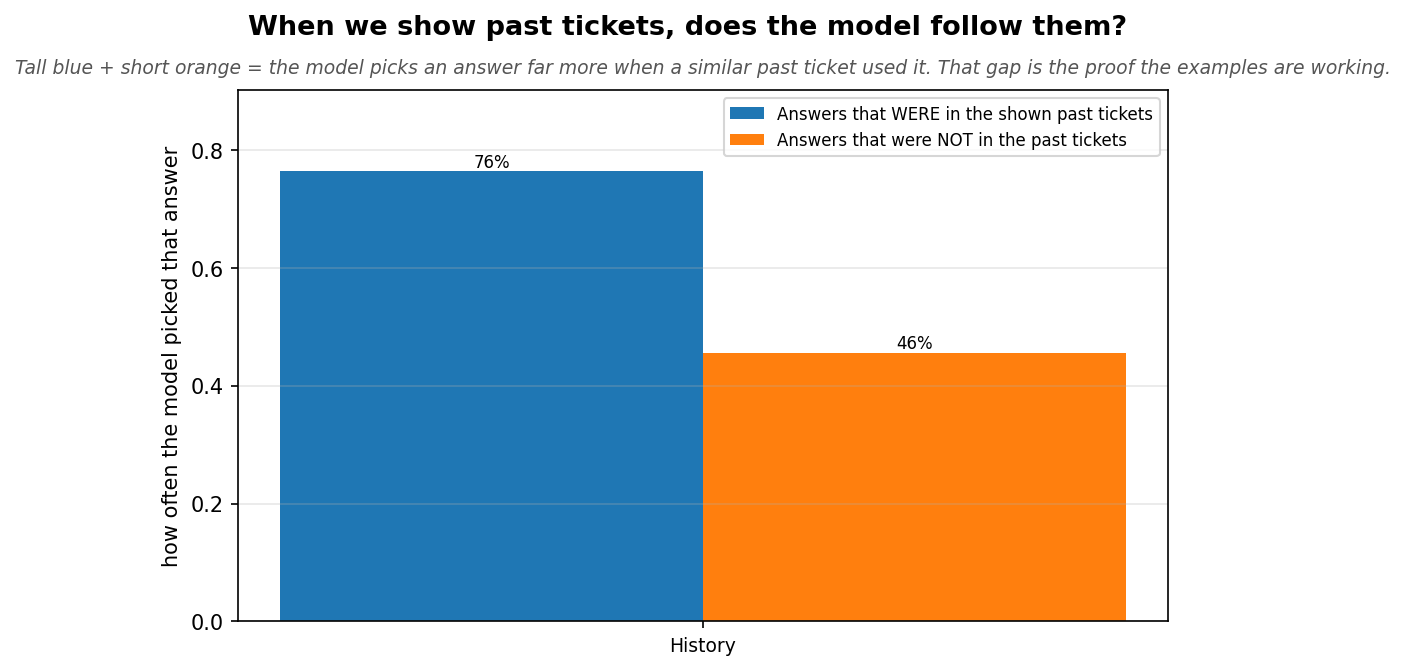 When we show past tickets, does the model follow them?
Tall blue + short orange = the model picks an answer far more when a similar past ticket used it. That gap is the proof the examples are working.
Answers that WERE in the shown past tickets
Answers that were NOT in the past tickets
how often the model picked that answer
0.8
0.6
0.4
0.2
0.0
76%
46%
History